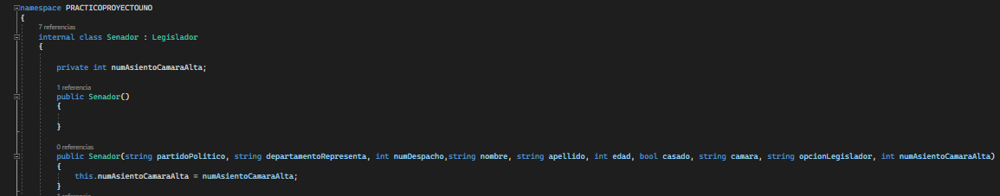 namespace PRACTICOPROYECTOUNO
{
7 referencias
internal class Senador : Legislador
{
private int numAsientoCamaraAlta;
1 referencia
public Senador()
{
}
0 referencias
public Senador(string partidoPolitico, string departamentoRepresenta, int numDespacho,string nombre, string apellido, int edad, bool casado, string camara, string opcionLegislador, int numAsientoCamaraAlta)
{
this.numAsientoCamaraAlta = numAsientoCamaraAlta;
}
1 referencia